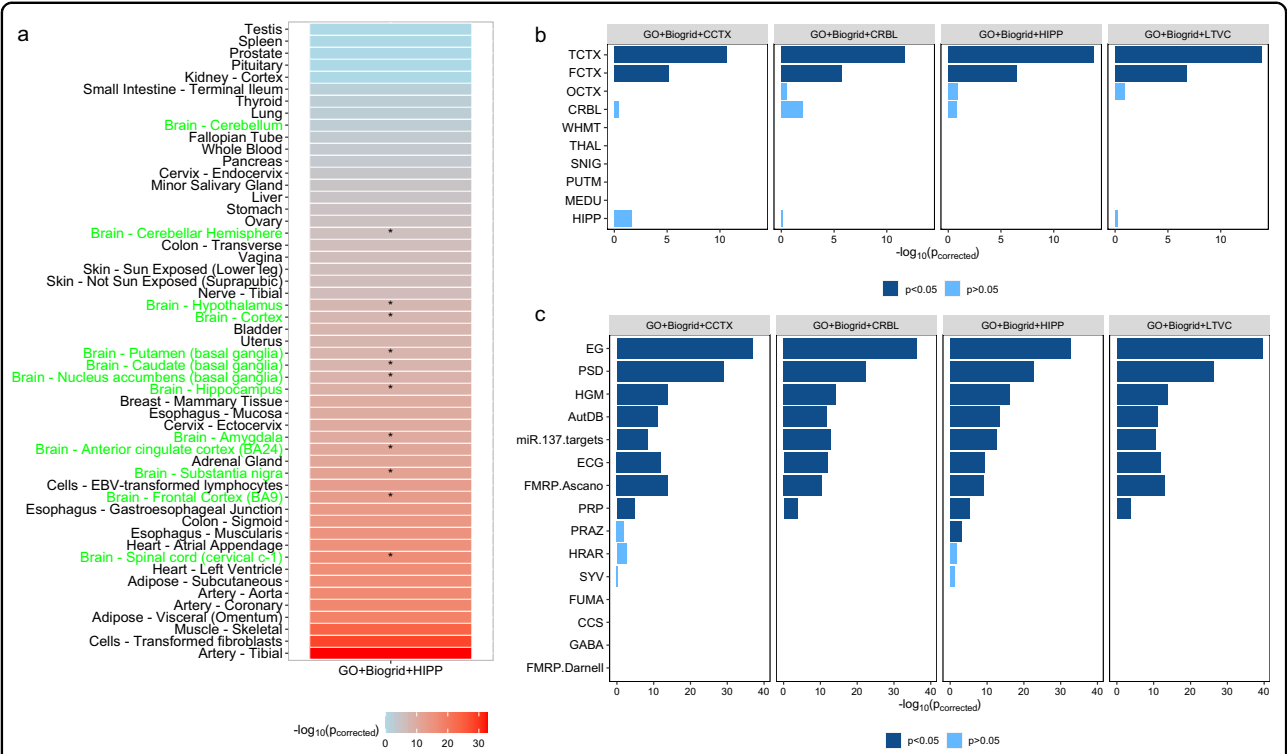 a
Testis
Spleen
Prostate
Pituitary
Kidney - Cortex
Small Intestine - Terminal Ileum
Thyroid
Lung
Brain - Cerebellum
Fallopian Tube
Whole Blood
Pancreas
Cervix - Endocervix
Minor Salivary Gland
Liver
Stomach
Ovary
Brain - Cerebellar Hemisphere *
Colon - Transverse
Vagina
Skin - Sun Exposed (Lower leg)
Skin - Not Sun Exposed (Suprapubic)
Nerve - Tibial
Brain - Hypothalamus *
Brain - Cortex *
Bladder
Uterus
Brain - Putamen (basal ganglia) *
Brain - Caudate (basal ganglia) *
Brain - Nucleus accumbens (basal ganglia) *
Brain - Hippocampus *
Breast - Mammary Tissue
Esophagus - Mucosa
Cervix - Ectocervix
Brain - Amygdala *
Brain - Anterior cingulate cortex (BA24) *
Adrenal Gland
Brain - Substantia nigra *
Cells - EBV-transformed lymphocytes
Brain - Frontal Cortex (BA9) *
Esophagus - Gastroesophageal Junction
Colon - Sigmoid
Esophagus - Muscularis
Heart - Atrial Appendage
Brain - Spinal cord (cervical c-1) *
Heart - Left Ventricle
Adipose - Subcutaneous
Artery - Aorta
Artery - Coronary
Adipose - Visceral (Omentum)
Muscle - Skeletal
Cells - Transformed fibroblasts
Artery - Tibial
GO+Biogrid+HIPP
-log10(pcorrected)
0 10 20 30
b
GO+Biogrid+CCTX GO+Biogrid+CRBL GO+Biogrid+HIPP GO+Biogrid+LTVC
TCTX
FCTX
OCTX
CRBL
WHMT
THAL
SNIG
PUTM
MEDU
HIPP
0 5 10 0 5 10 0 5 10 0 5 10
-log10(pcorrected)
p<0.05 p>0.05
c
GO+Biogrid+CCTX GO+Biogrid+CRBL GO+Biogrid+HIPP GO+Biogrid+LTVC
EG
PSD
HGM
AutDB
miR.137.targets
ECG
FMRP.Ascano
PRP
PRAZ
HRAR
SYV
FUMA
CCS
GABA
FMRP.Darnell
0 10 20 30 40 0 10 20 30 40 0 10 20 30 40 0 10 20 30 40
-log10(pcorrected)
p<0.05 p>0.05